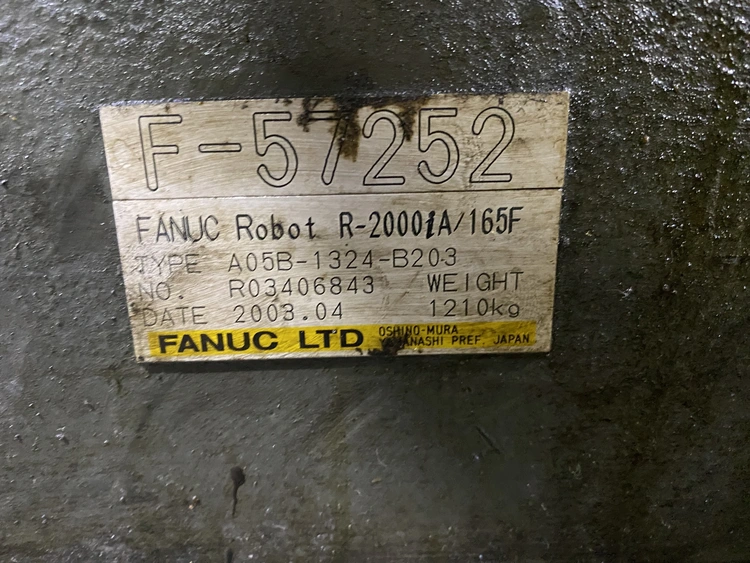 F-57252
FANUC Robot R-2000iA/165F
TYPE A05B-1324-B203
NO. R03406843 WEIGHT
DATE 2003.04 1210kg
FANUC LTD OSHINO-MURA
YAMANASHI PREF. JAPAN